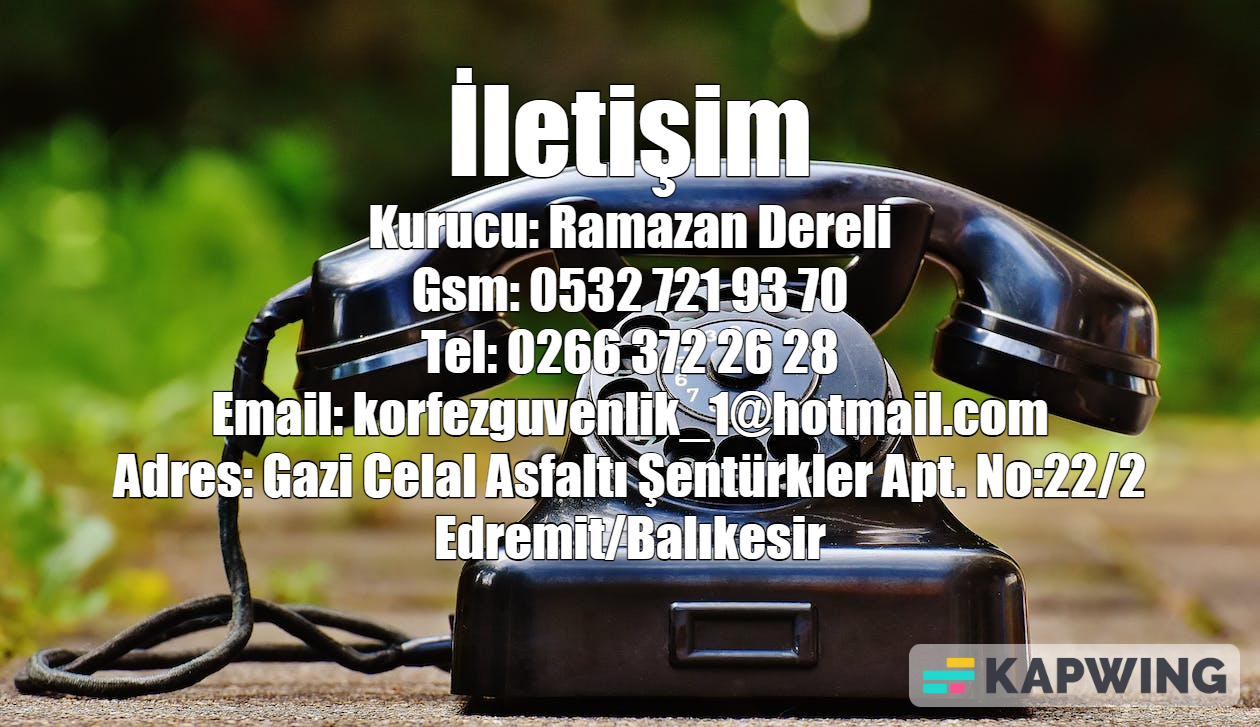 İletişim
Kurucu: Ramazan Dereli
Gsm: 0532 721 93 70
Tel: 0266 372 26 28
Email: korfezguvenlik_1@hotmail.com
Adres: Gazi Celal Asfaltı Şentürkler Apt. No:22/2
Edremit/Balıkesir
KAPWING